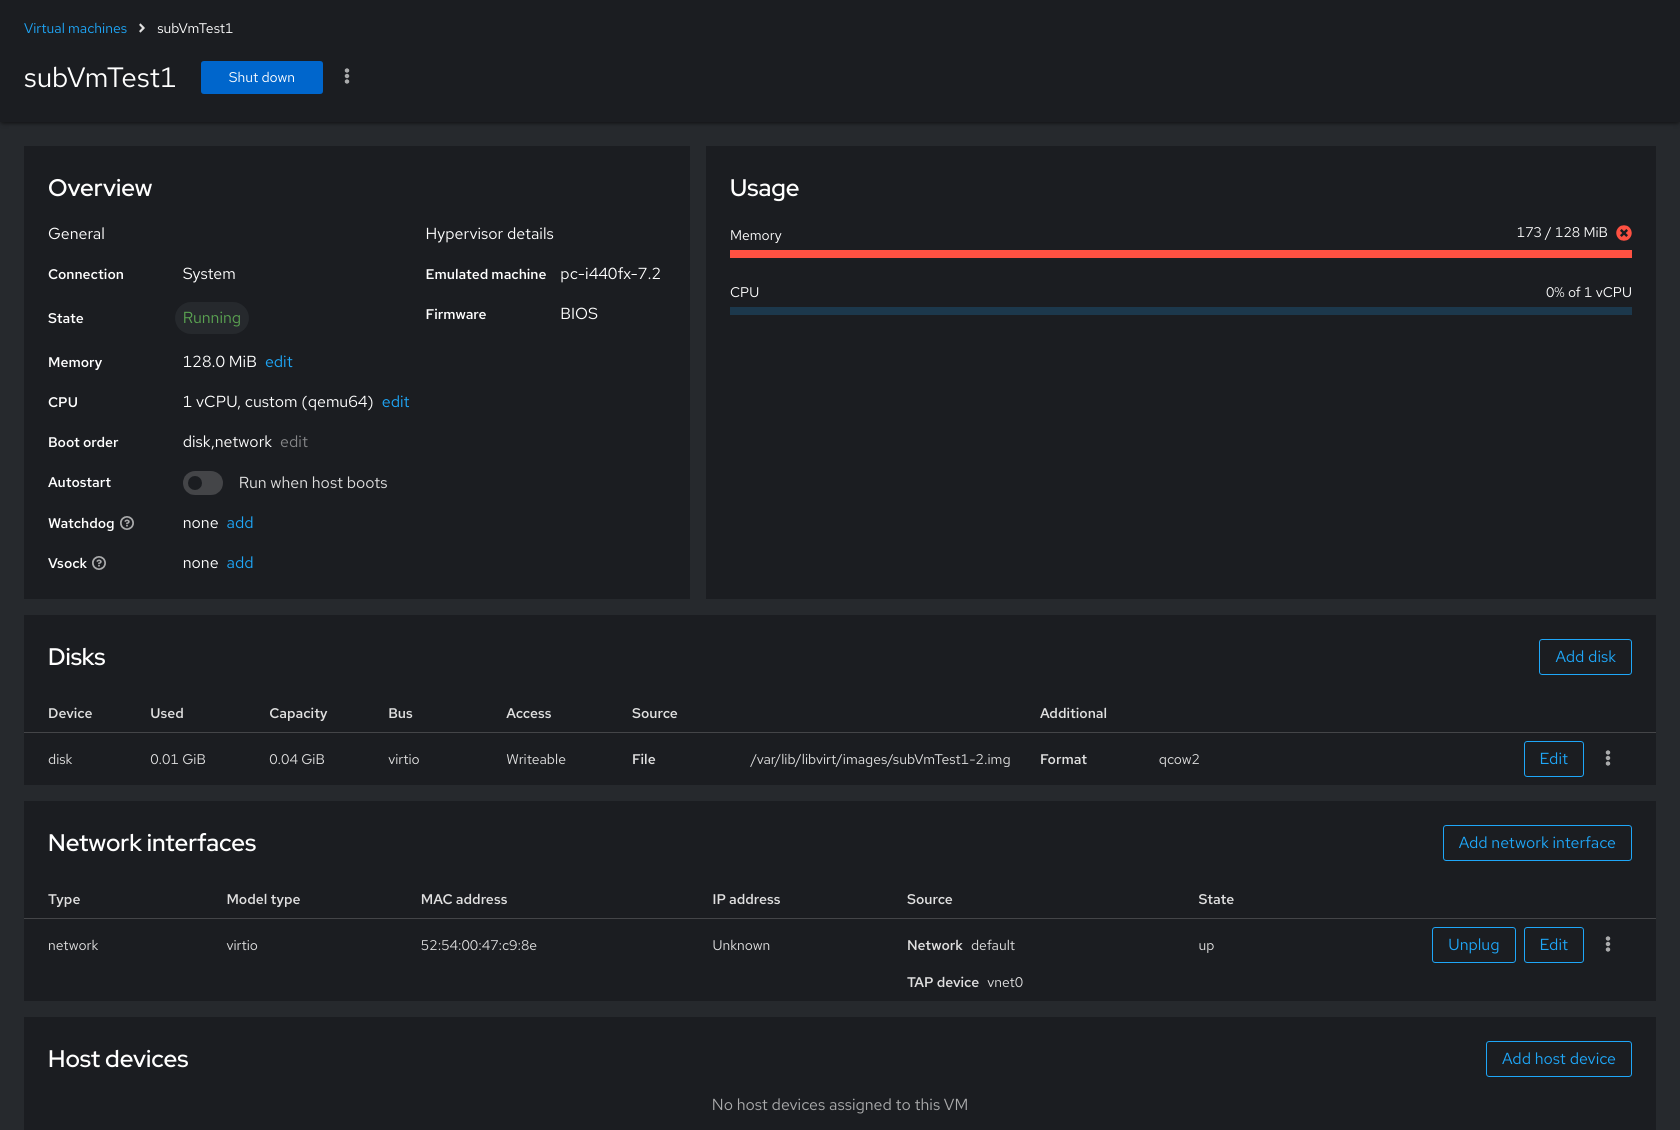 Virtual machines
subVmTest1
subVmTest1
Shut down
Overview
General
Connection System
State Running
Memory 128.0 MiB edit
CPU 1 vCPU, custom (qemu64) edit
Boot order disk,network edit
Autostart Run when host boots
Watchdog none add
Vsock none add
Hypervisor details
Emulated machine pc-i440fx-7.2
Firmware BIOS
Usage
Memory 173 / 128 MiB
CPU 0% of 1 vCPU
Disks
Add disk
Device Used Capacity Bus Access Source Additional
disk 0.01 GiB 0.04 GiB virtio Writeable File /var/lib/libvirt/images/subVmTest1-2.img Format qcow2 Edit
Network interfaces
Add network interface
Type Model type MAC address IP address Source State
network virtio 52:54:00:47:c9:8e Unknown Network default up Unplug Edit
TAP device vnet0
Host devices
Add host device
No host devices assigned to this VM